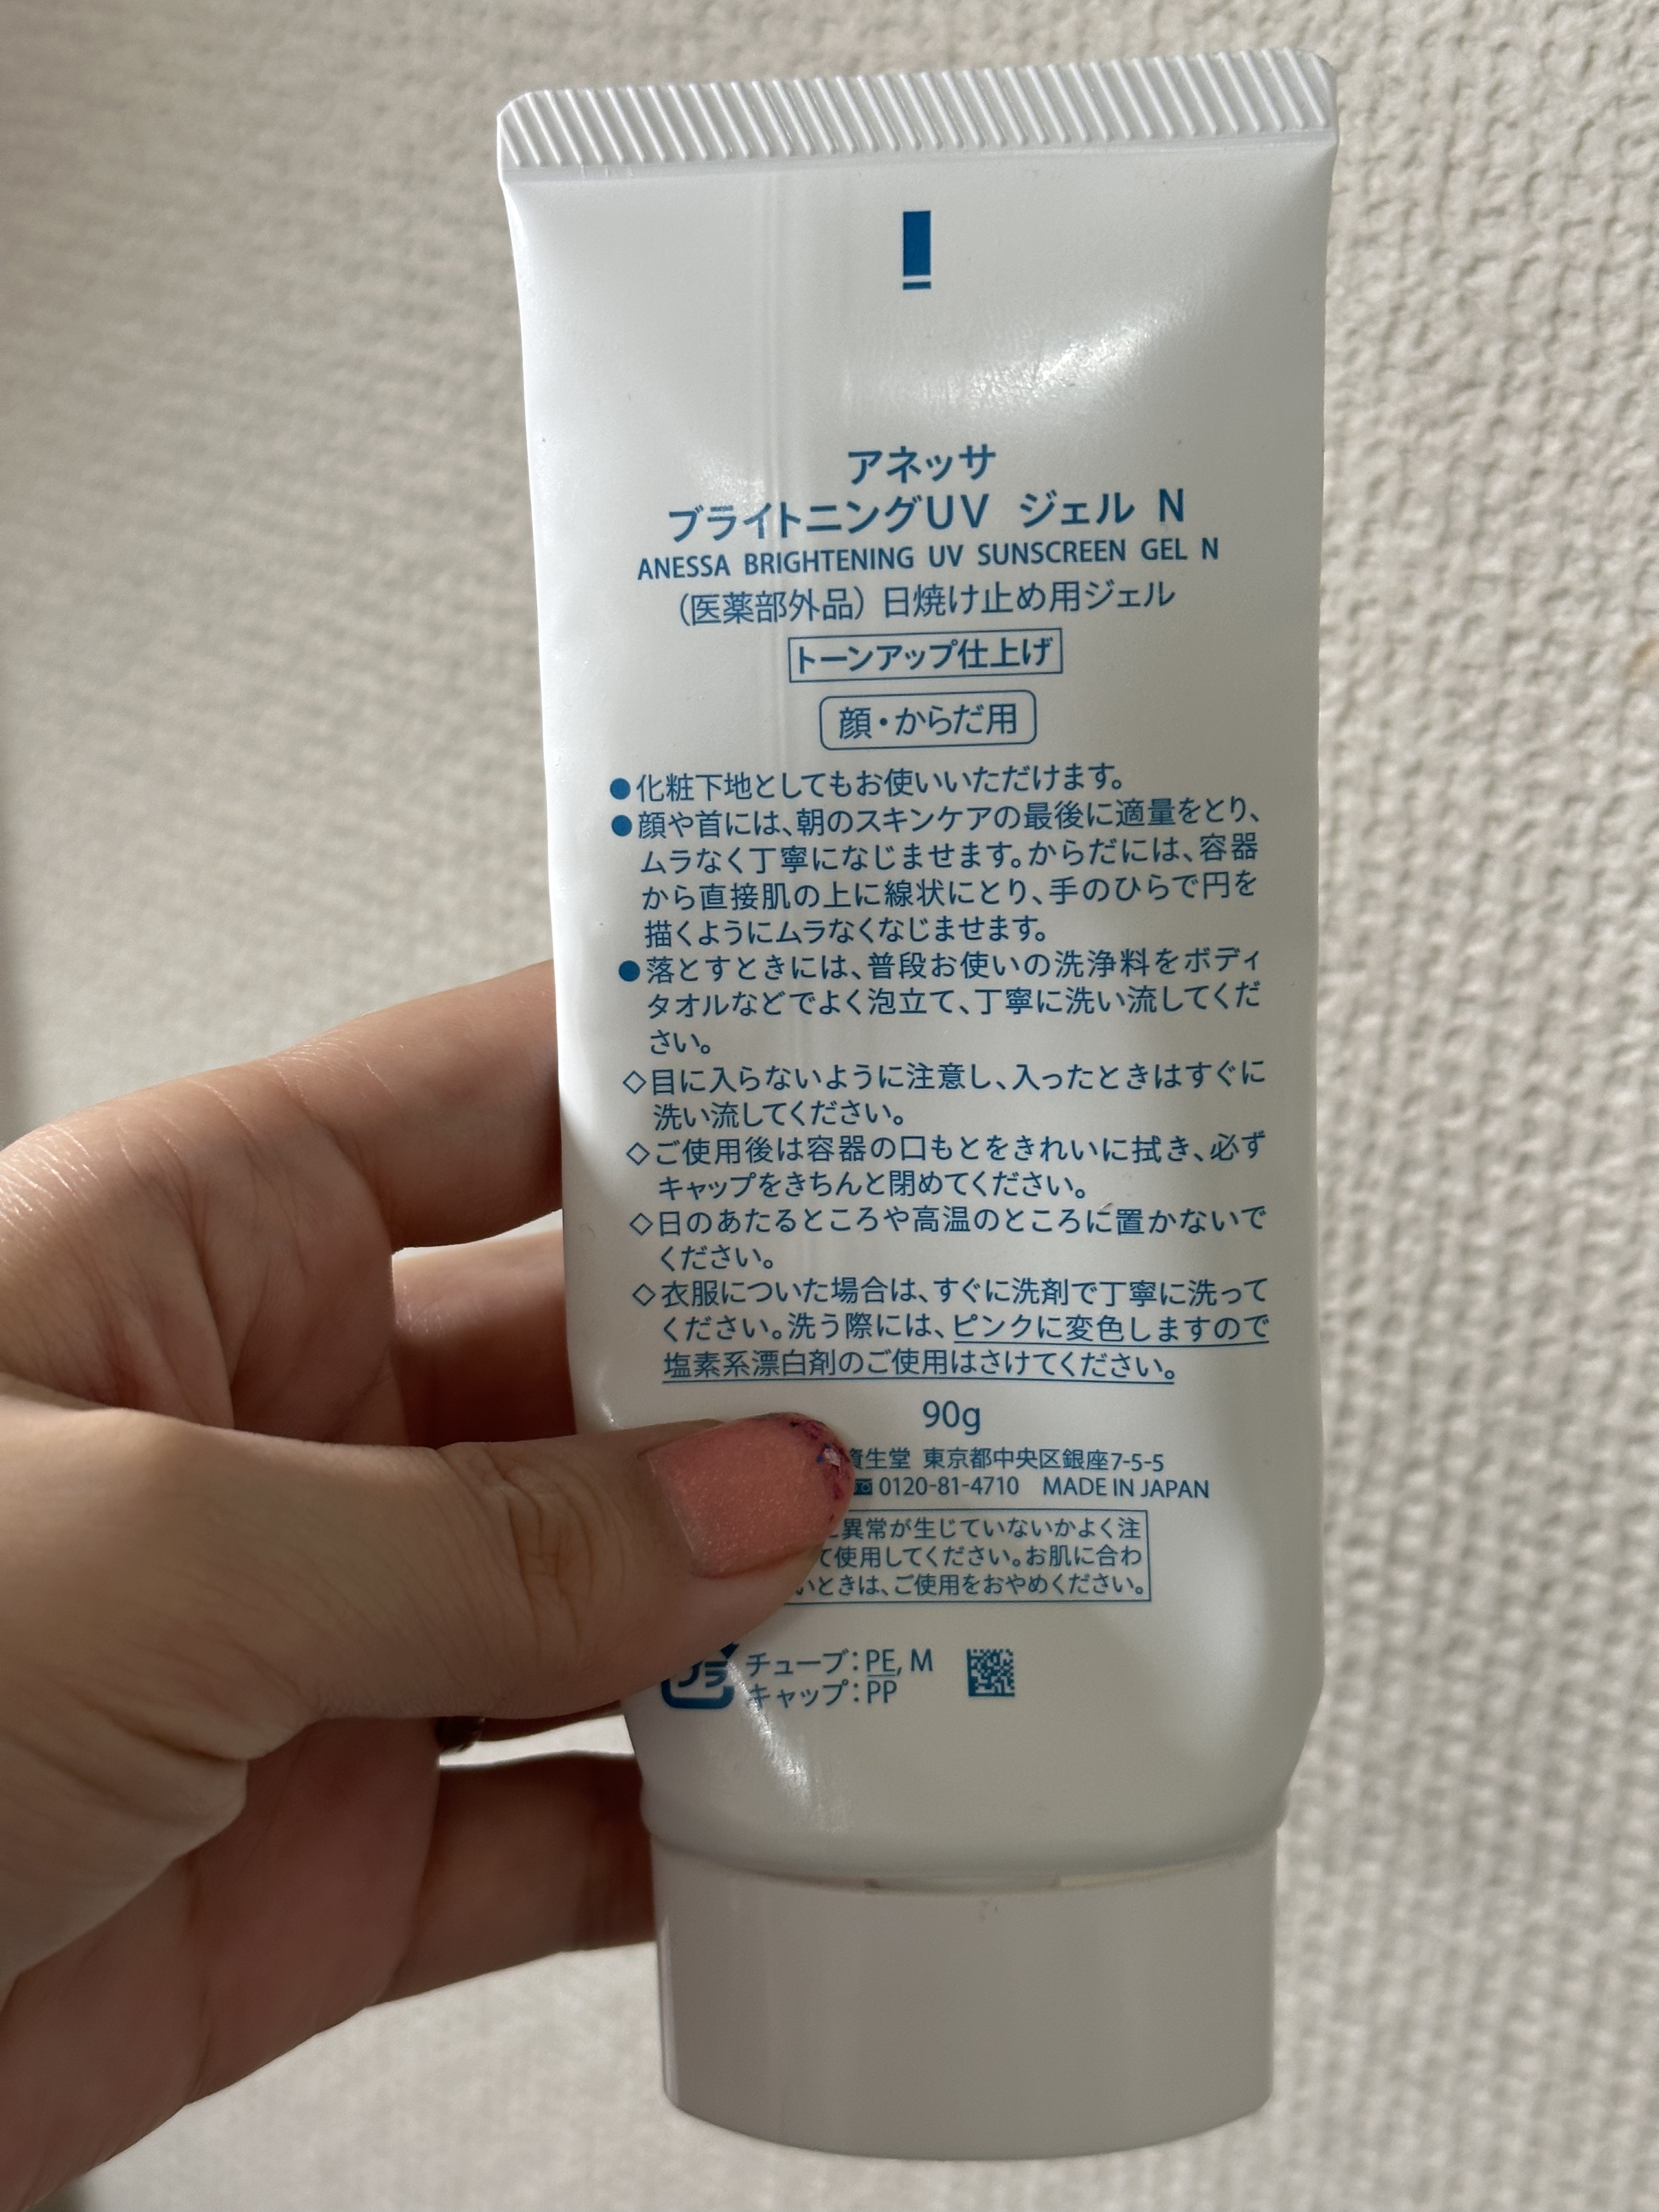 アネッサ
ブライトニングUV ジェル N
ANESSA BRIGHTENING UV SUNSCREEN GEL N
(医薬部外品) 日焼け止め用ジェル
トーンアップ仕上げ
顔・からだ用
●化粧下地としてもお使いいただけます。
●顔や首には、朝のスキンケアの最後に適量をとり、
ムラなく丁寧になじませます。からだには、容器
から直接肌の上に線状にとり、手のひらで円を
描くようにムラなくなじませます。
●落とすときには、普段お使いの洗浄料をボディ
タオルなどでよく泡立て、丁寧に洗い流してくだ
さい。
◇目に入らないように注意し、入ったときはすぐに
洗い流してください。
◇ご使用後は容器の口もとをきれいに拭き、必ず
キャップをきちんと閉めてください。
◇日のあたるところや高温のところに置かないで
ください。
◇衣服についた場合は、すぐに洗剤で丁寧に洗って
ください。洗う際には、ピンクに変色しますので
塩素系漂白剤のご使用はさけてください。
90g
資生堂 東京都中央区銀座7-5-5
0120-81-4710 MADE IN JAPAN
異常が生じていないかよく注
て使用してください。お肌に合わ
いときは、ご使用をおやめください。
プラ チューブ:PE, M
キャップ:PP